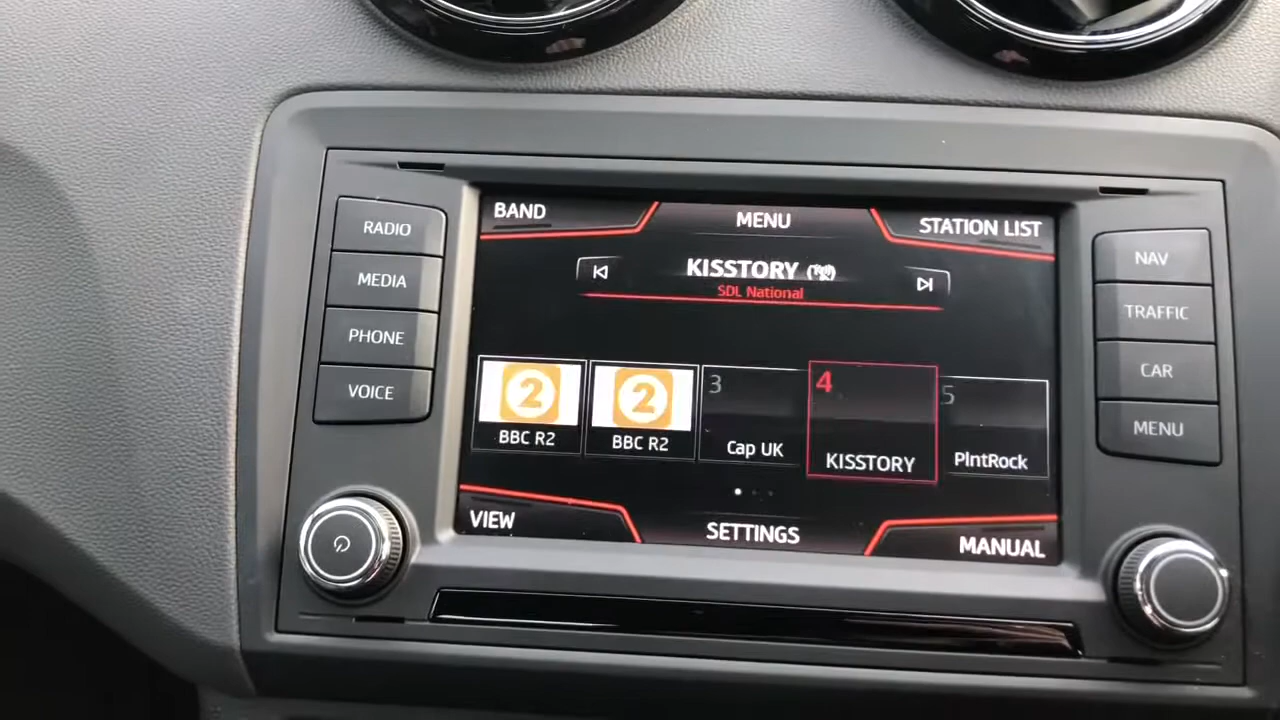 RADIO
MEDIA
PHONE
VOICE
BAND
MENU
STATION LIST
KISSTORY
SDL National
2
BBC R2
2
BBC R2
3
Cap UK
4
KISSTORY
5
PlntRock
VIEW
SETTINGS
MANUAL
NAV
TRAFFIC
CAR
MENU